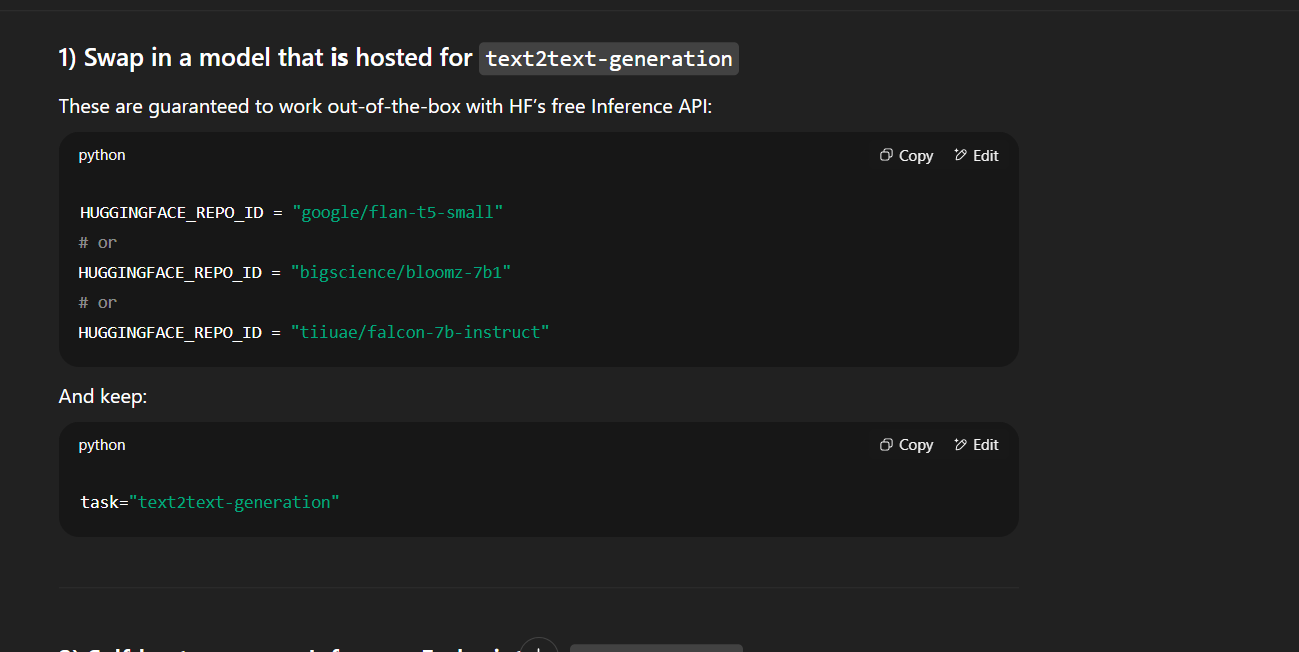 1) Swap in a model that is hosted for text2text-generation
These are guaranteed to work out-of-the-box with HF's free Inference API:
python
Copy Edit
HUGGINGFACE_REPO_ID = "google/flan-t5-small"
# or
HUGGINGFACE_REPO_ID = "bigscience/bloomz-7b1"
# or
HUGGINGFACE_REPO_ID = "tiiuae/falcon-7b-instruct"
And keep:
python
Copy Edit
task="text2text-generation"